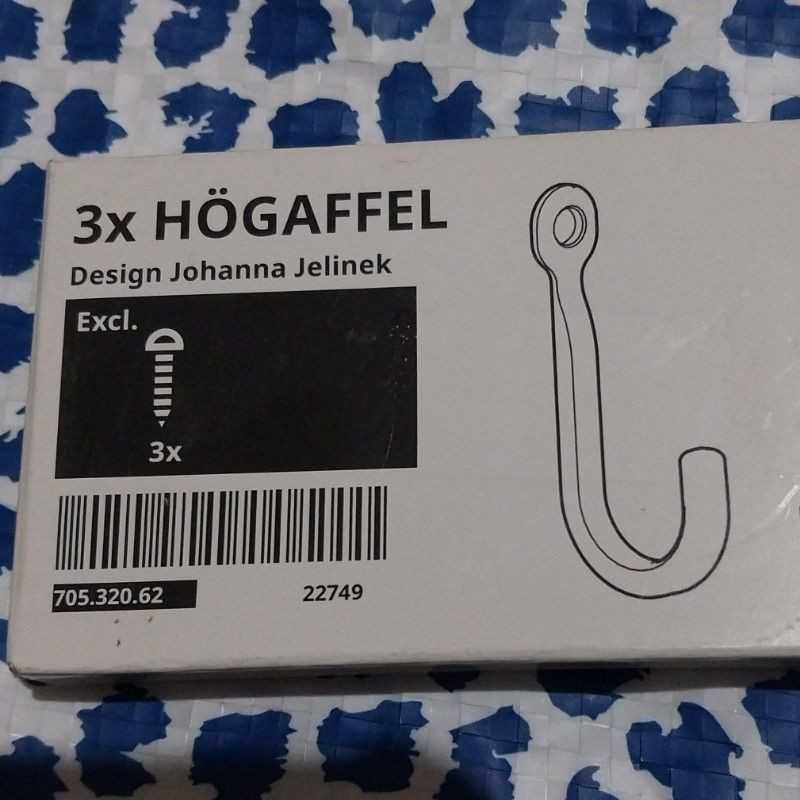 3x HÖGAFFEL
Design Johanna Jelinek
Excl.
3x
705.320.62 22749